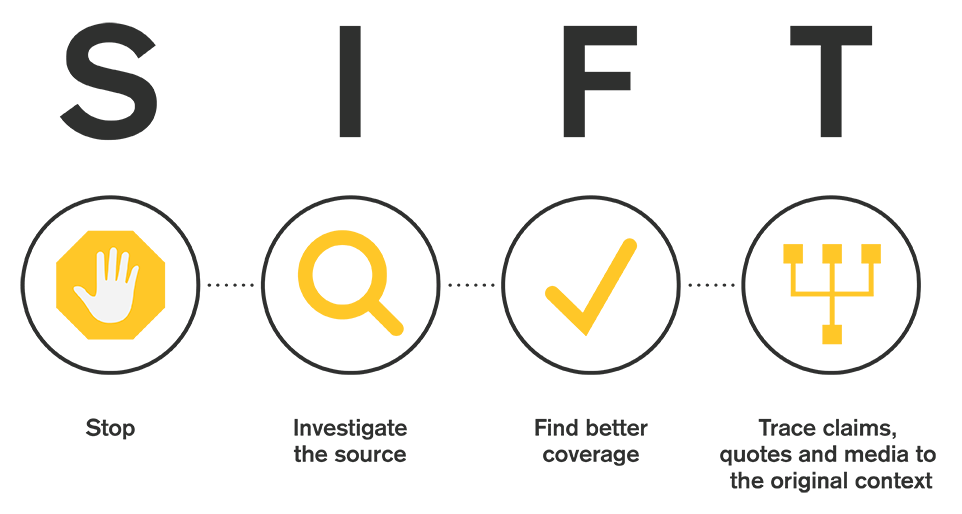 S I F T
Stop
Investigate
the source
Find better
coverage
Trace claims,
quotes and media to
the original context